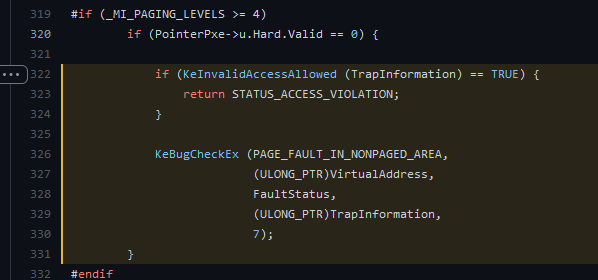 319 #if (_MI_PAGING_LEVELS >= 4)
320 if (PointerPxe->u.Hard.Valid == 0) {
321
322 if (KeInvalidAccessAllowed (TrapInformation) == TRUE) {
323 return STATUS_ACCESS_VIOLATION;
324 }
325
326 KeBugCheckEx (PAGE_FAULT_IN_NONPAGED_AREA,
327 (ULONG_PTR)VirtualAddress,
328 FaultStatus,
329 (ULONG_PTR)TrapInformation,
330 7);
331 }
332 #endif